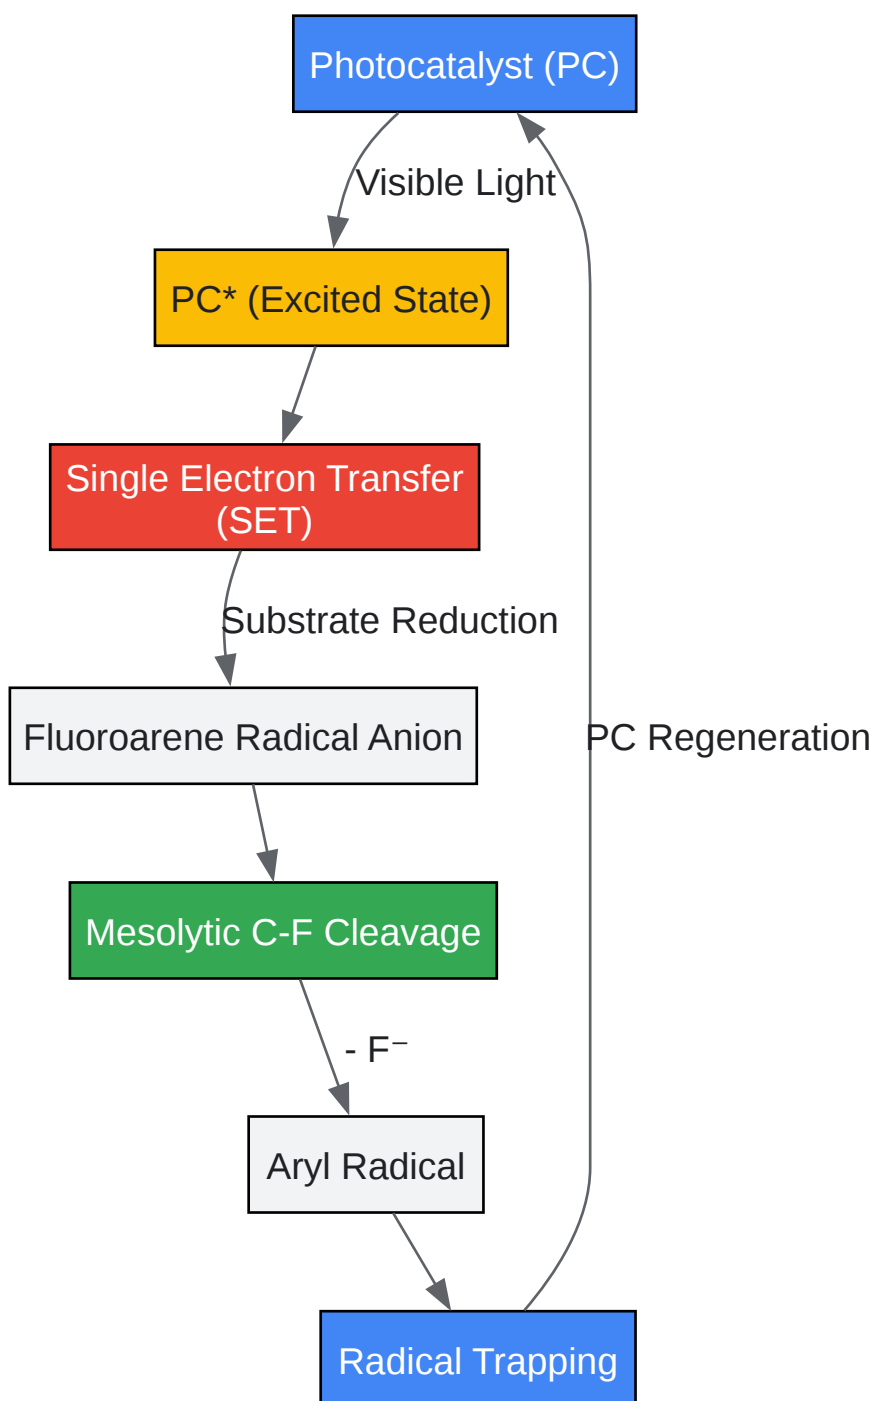 Photocatalyst (PC)
Visible Light
PC* (Excited State)
Single Electron Transfer
(SET)
Substrate Reduction
Fluoroarene Radical Anion
PC Regeneration
Mesolytic C-F Cleavage
- F⁻
Aryl Radical
Radical Trapping